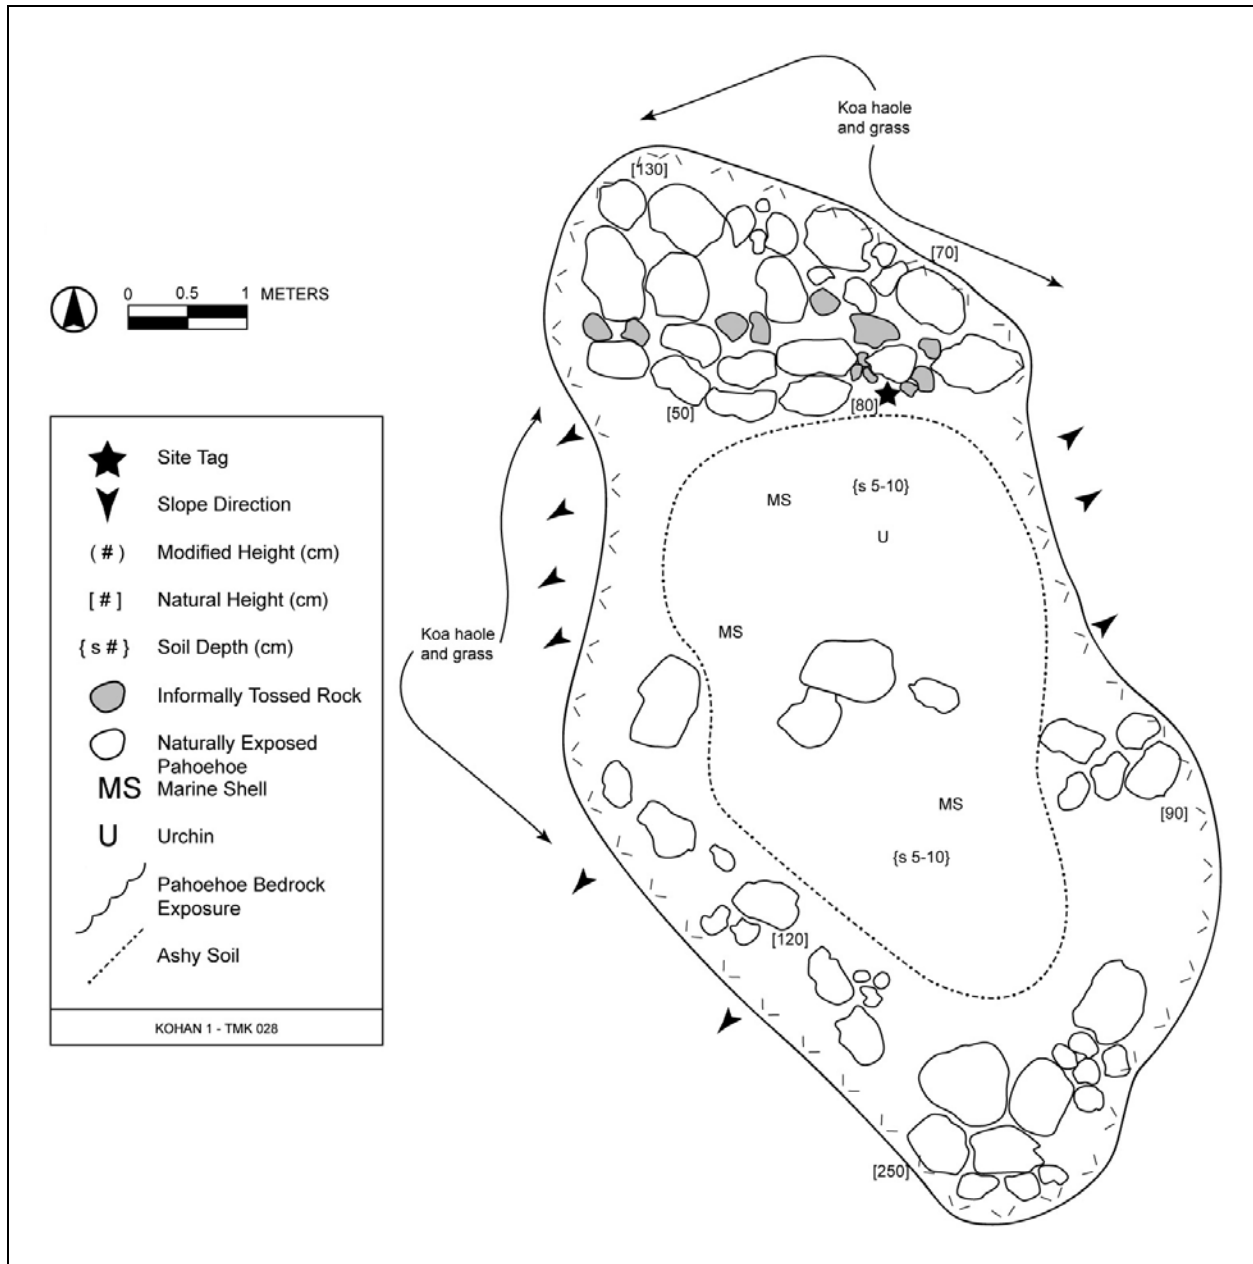 Koa haole
and grass
[130]
[70]
0 0.5 1 METERS
[50]
[80]
Site Tag
Slope Direction
( # ) Modified Height (cm)
[ # ] Natural Height (cm)
{ s # } Soil Depth (cm)
Informally Tossed Rock
Naturally Exposed
Pahoehoe
MS Marine Shell
U Urchin
Pahoehoe Bedrock
Exposure
Ashy Soil
KOHAN 1 - TMK 028
MS
{s 5-10}
U
Koa haole
and grass
MS
MS
[90]
{s 5-10}
[120]
[250]